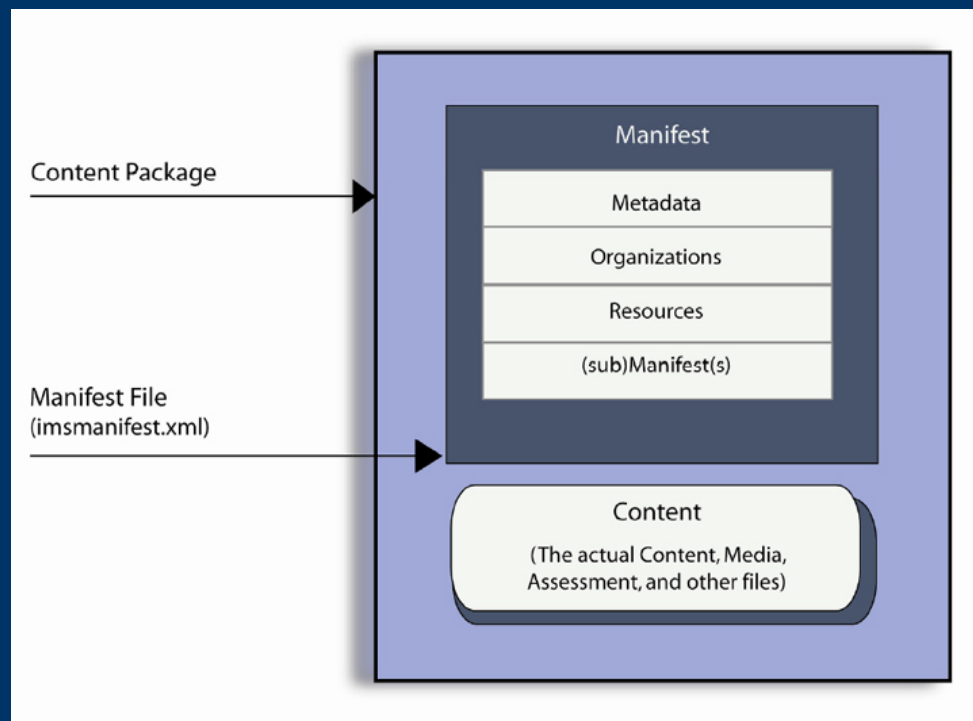 Content Package
Manifest File
(imsmanifest.xml)
Manifest
Metadata
Organizations
Resources
(sub)Manifest(s)
Content
(The actual Content, Media,
Assessment, and other files)